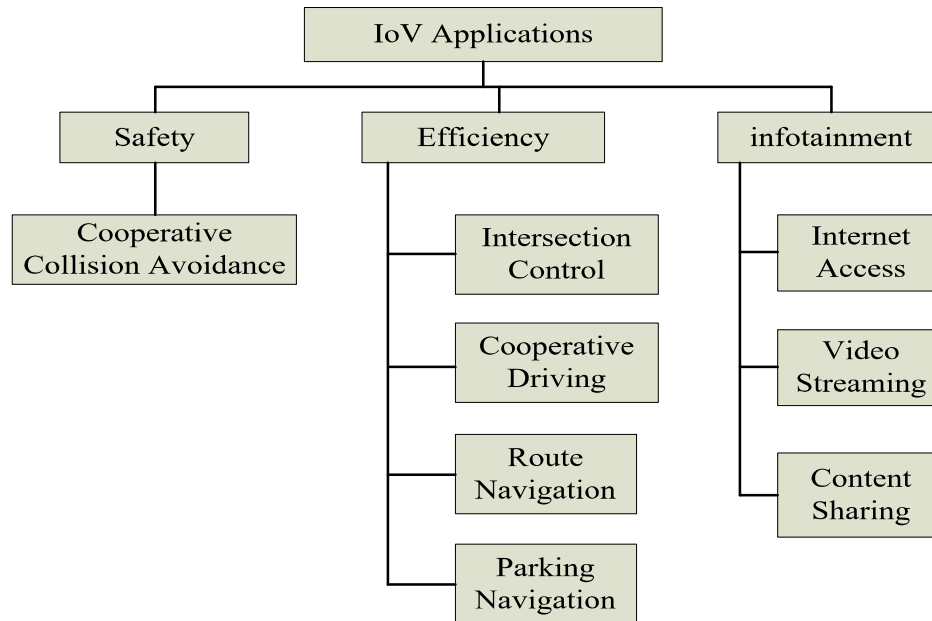 IoV Applications
Safety
Efficiency
infotainment
Cooperative
Collision Avoidance
Intersection
Control
Cooperative
Driving
Route
Navigation
Parking
Navigation
Internet
Access
Video
Streaming
Content
Sharing